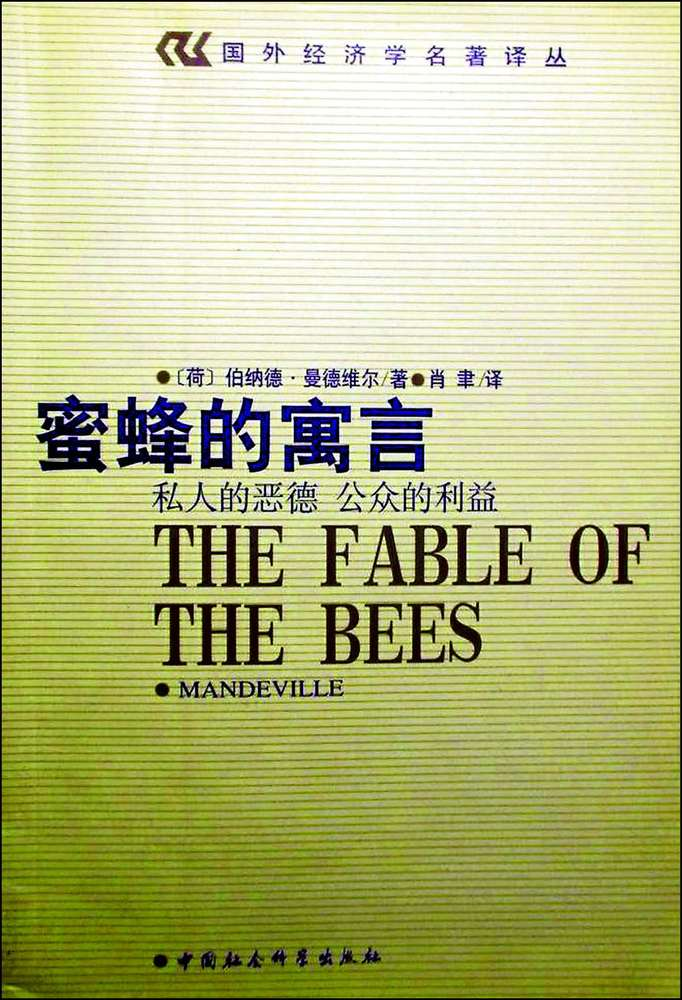 国外经济学名著译丛
●〔荷〕伯纳德·曼德维尔/著●肖聿/译
蜜蜂的寓言
私人的恶德 公众的利益
THE FABLE OF
THE BEES
●MANDEVILLE
●中国社会科学出版社